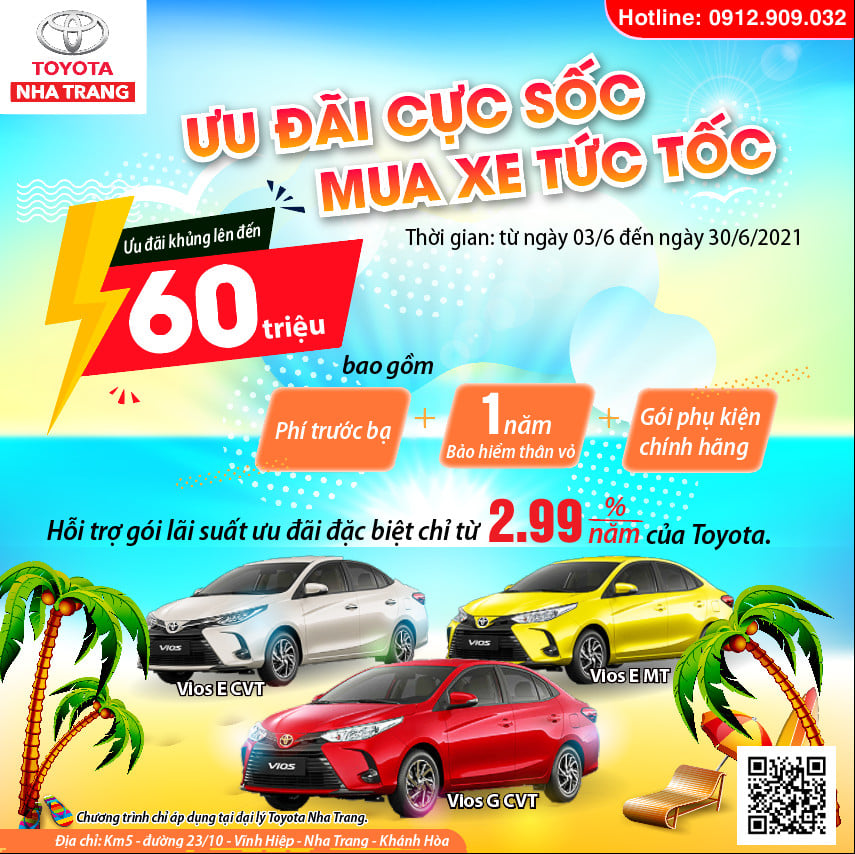 TOYOTA
NHA TRANG
Hotline: 0912.909.032
ƯU ĐÃI CỰC SỐC
MUA XE TỨC TỐC
Thời gian: từ ngày 03/6 đến ngày 30/6/2021
Ưu đãi khủng lên đến
60 triệu
bao gồm
Phí trước bạ
+
1 năm
Bảo hiểm thân vỏ
+
Gói phụ kiện
chính hãng
Hỗi trợ gói lãi suất ưu đãi đặc biệt chỉ từ 2.99 %/năm của Toyota.
VIOS
VIOS
Vios E CVT
Vios E MT
VIOS
Vios G CVT
Chương trình chỉ áp dụng tại đại lý Toyota Nha Trang.
Địa chỉ: Km5 - đường 23/10 - Vĩnh Hiệp - Nha Trang - Khánh Hòa